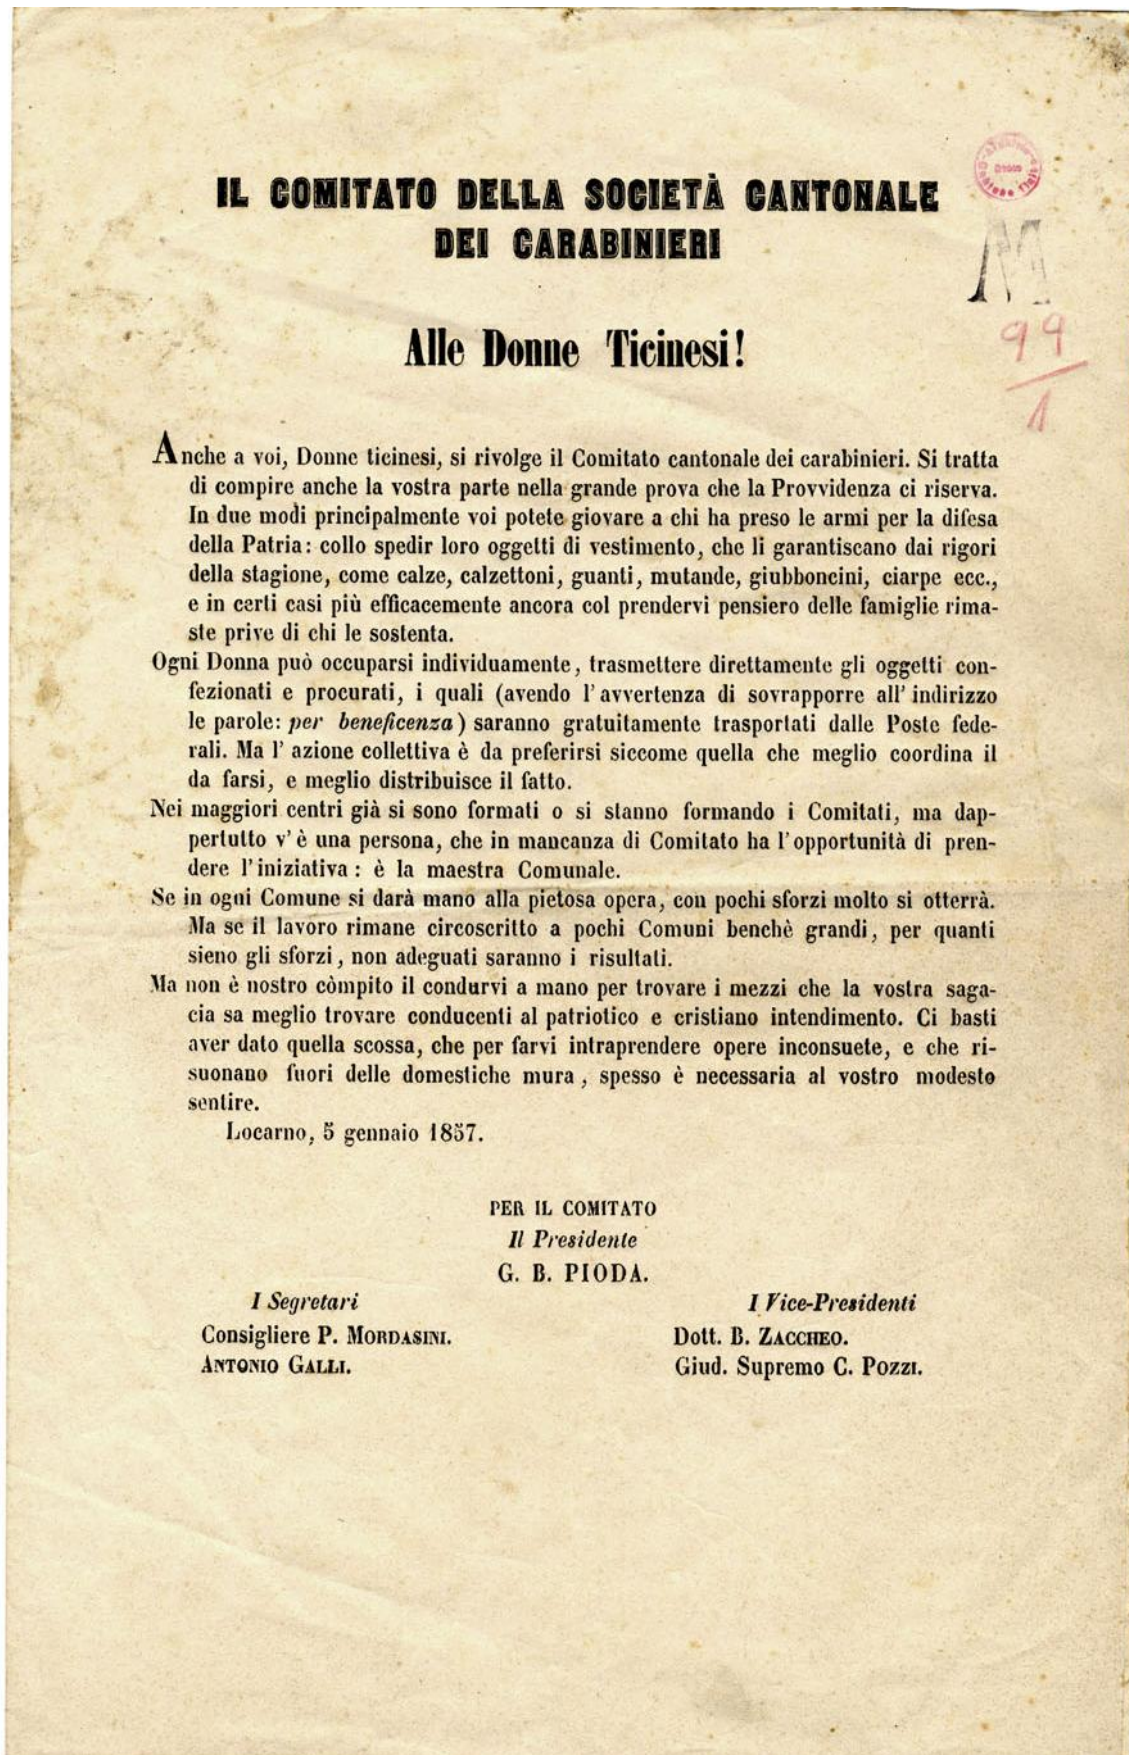 IL COMITATO DELLA SOCIETÀ CANTONALE
DEI CARABINIERI
Alle Donne Ticinesi!
99
1
Anche a voi, Donne ticinesi, si rivolge il Comitato cantonale dei carabinieri. Si tratta
di compire anche la vostra parte nella grande prova che la Provvidenza ci riserva.
In due modi principalmente voi potete giovare a chi ha preso le armi per la difesa
della Patria: collo spedir loro oggetti di vestimento, che li garantiscano dai rigori
della stagione, come calze, calzettoni, guanti, mutande, giubboncini, ciarpe ecc.,
e in certi casi più efficacemente ancora col prendervi pensiero delle famiglie rima-
ste prive di chi le sostenta.
Ogni Donna può occuparsi individuamente, trasmettere direttamente gli oggetti con-
fezionati e procurati, i quali (avendo l'avvertenza di sovrapporre all'indirizzo
le parole: per beneficenza) saranno gratuitamente trasportati dalle Poste fede-
rali. Ma l'azione collettiva è da preferirsi siccome quella che meglio coordina il
da farsi, e meglio distribuisce il fatto.
Nei maggiori centri già si sono formati o si stanno formando i Comitati, ma dap-
pertutto v'è una persona, che in mancanza di Comitato ha l'opportunità di pren-
dere l'iniziativa: è la maestra Comunale.
Se in ogni Comune si darà mano alla pietosa opera, con pochi sforzi molto si otterrà.
Ma se il lavoro rimane circoscritto a pochi Comuni benchè grandi, per quanti
sieno gli sforzi, non adeguati saranno i risultati.
Ma non è nostro còmpito il condurvi a mano per trovare i mezzi che la vostra saga-
cia sa meglio trovare conducenti al patriotico e cristiano intendimento. Ci basti
aver dato quella scossa, che per farvi intraprendere opere inconsuete, e che ri-
suonano fuori delle domestiche mura, spesso è necessaria al vostro modesto
sentire.
Locarno, 5 gennaio 1857.
PER IL COMITATO
Il Presidente
G. B. PIODA.
I Segretari
Consigliere P. MORDASINI.
ANTONIO GALLI.
I Vice-Presidenti
Dott. B. ZACCHEO.
Giud. Supremo C. POZZI.